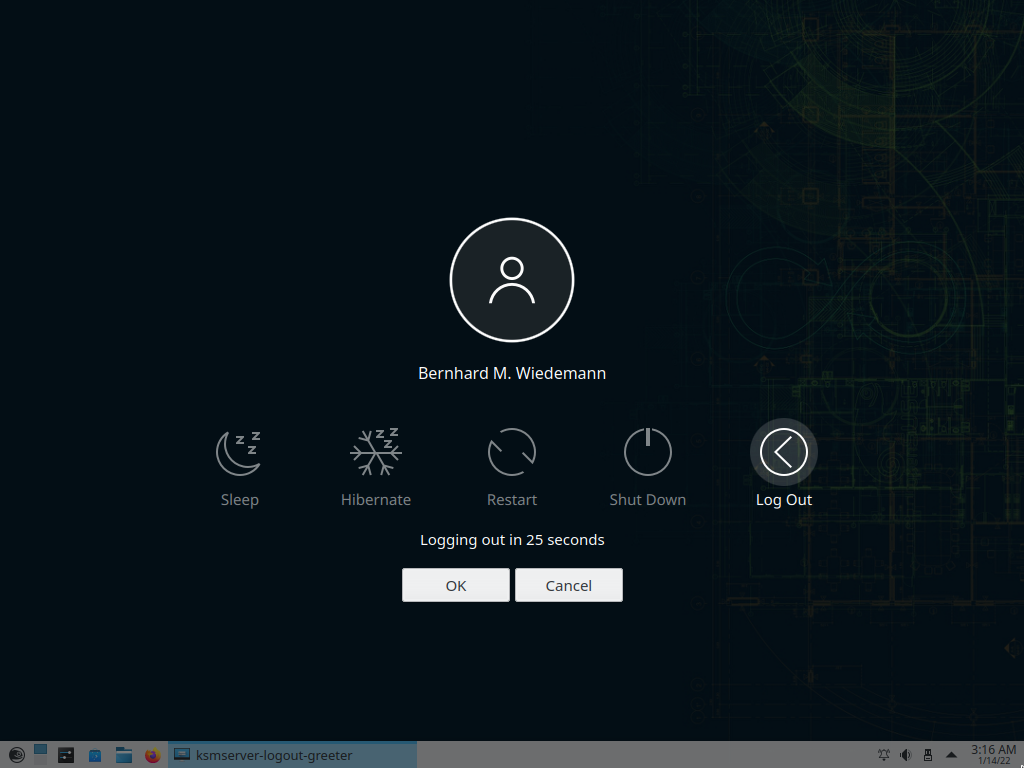 Bernhard M. Wiedemann
Sleep
Hibernate
Restart
Shut Down
Log Out
Logging out in 25 seconds
OK
Cancel
ksmserver-logout-greeter
3:16 AM
1/14/22